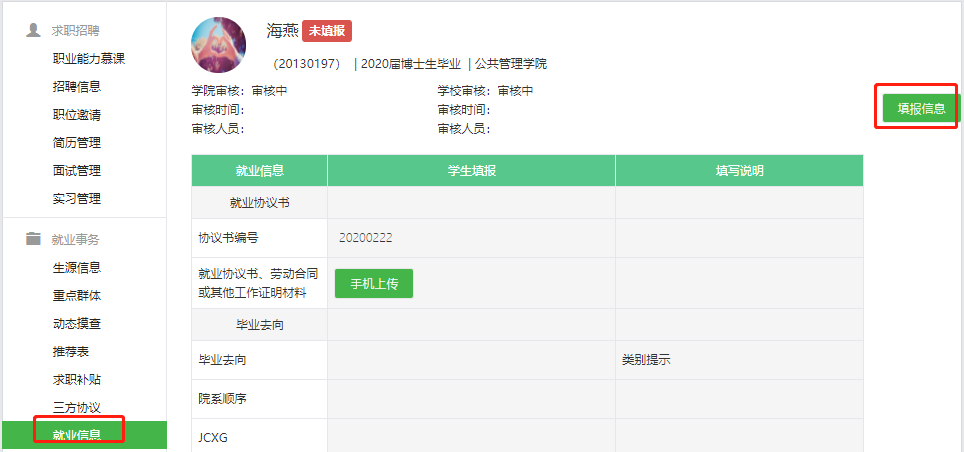 求职招聘
职业能力慕课
招聘信息
职位邀请
简历管理
面试管理
实习管理
就业事务
生源信息
重点群体
动态摸查
推荐表
求职补贴
三方协议
就业信息
海燕 未填报
（20130197） | 2020届博士生毕业 | 公共管理学院
学院审核：审核中 学校审核：审核中
审核时间： 审核时间：
审核人员： 审核人员：
填报信息
就业信息 学生填报 填写说明
就业协议书
协议书编号 20200222
就业协议书、劳动合同
或其他工作证明材料 手机上传
毕业去向
毕业去向 类别提示
院系顺序
JCXG